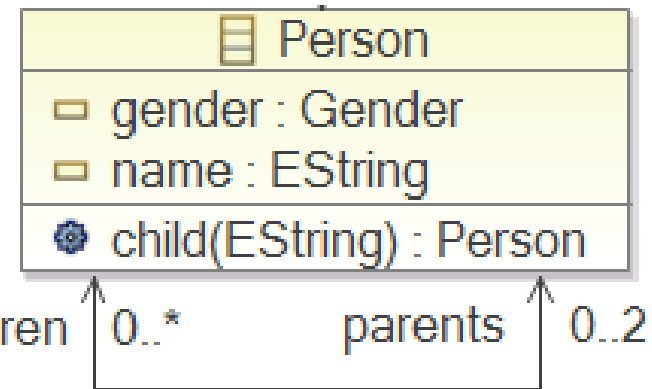 Person
gender : Gender
name : EString
child(EString) : Person
ren 0..* parents 0..2